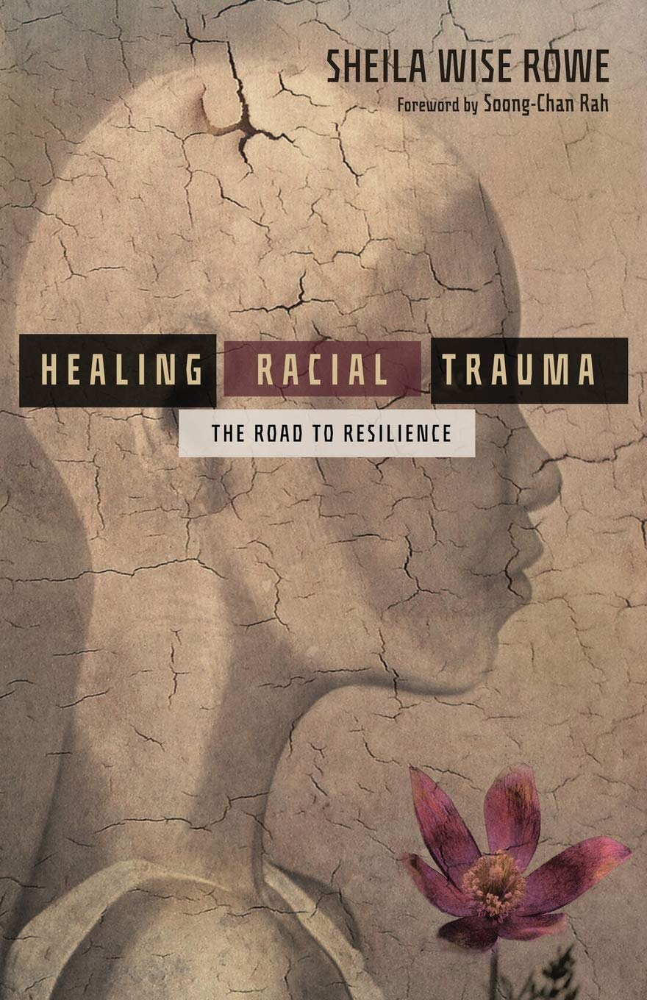 SHEILA WISE ROWE
Foreword by Soong-Chan Rah
HEALING RACIAL TRAUMA
THE ROAD TO RESILIENCE